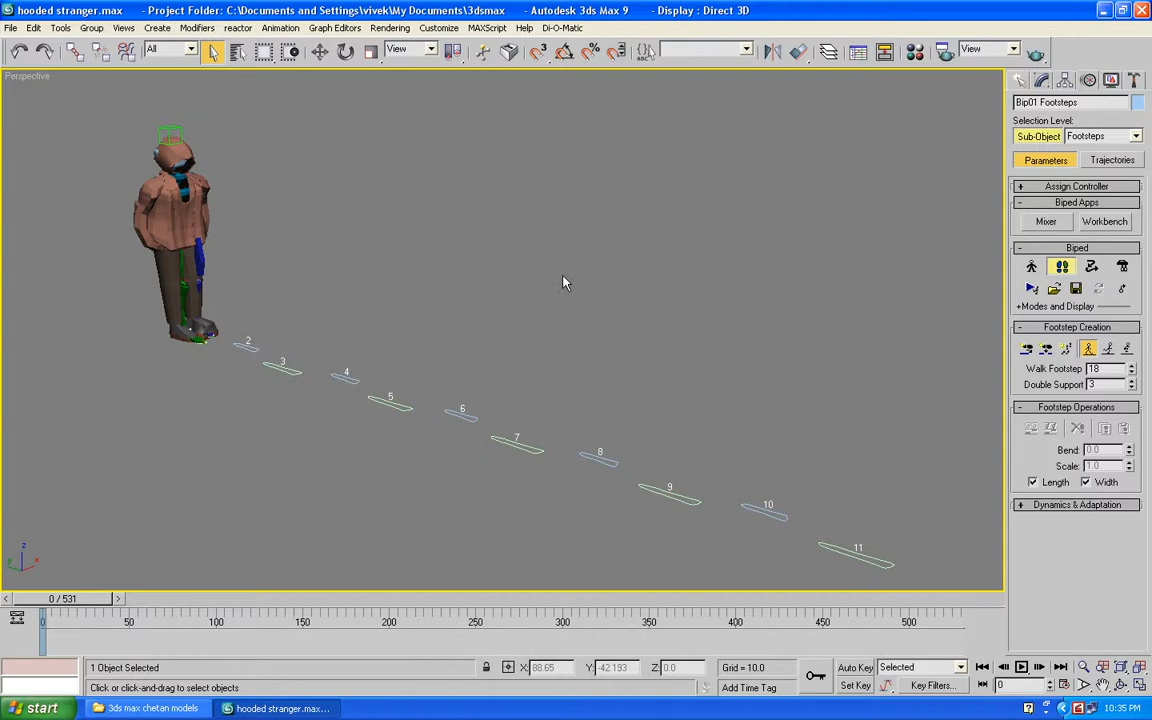 hooded stranger.max - Project Folder: C:\Documents and Settings\vivek\My Documents\3dsmax - Autodesk 3ds Max 9 - Display : Direct 3D
File Edit Tools Group Views Create Modifiers reactor Animation Graph Editors Rendering Customize MAXScript Help Di-O-Matic
All View View
Perspective
Bip01 Footsteps
Selection Level:
Sub-Object Footsteps
Parameters Trajectories
+ Assign Controller
- Biped Apps
Mixer Workbench
- Biped
+Modes and Display
- Footstep Creation
Walk Footstep 18
Double Support 3
- Footstep Operations
Bend: 0.0
Scale: 1.0
Length Width
+ Dynamics & Adaptation
2
3
4
5
6
7
8
9
10
11
z
x
y
< 0 / 531 >
0 50 100 150 200 250 300 350 400 450 500
1 Object Selected X: 88.65 Y: -42.193 Z: 0.0 Grid = 10.0 Auto Key Selected
Click or click-and-drag to select objects Add Time Tag Set Key Key Filters... 0
start 3ds max chetan models hooded stranger.max... 10:35 PM